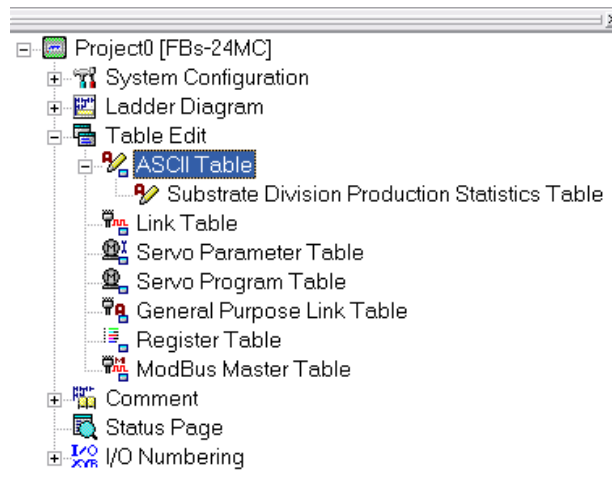 Project0 [FBs-24MC]
System Configuration
Ladder Diagram
Table Edit
ASCII Table
Substrate Division Production Statistics Table
Link Table
Servo Parameter Table
Servo Program Table
General Purpose Link Table
Register Table
ModBus Master Table
Comment
Status Page
I/O Numbering